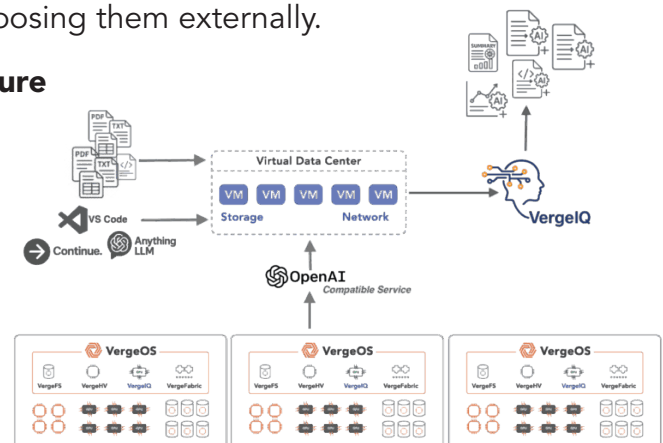 posing them externally.
ure
SUMMARY
AI
AI
</>
AI
AI
PDF
TXT
PDF
TXT
</>
Virtual Data Center
VM VM VM VM VM
Storage Network
VS Code
Continue.
Anything
LLM
VergeIQ
OpenAI
Compatible Service
VergeOS
VergeFS VergeHV VergeIQ VergeFabric
VergeOS
VergeFS VergeHV VergeIQ VergeFabric
VergeOS
VergeFS VergeHV VergeIQ VergeFabric